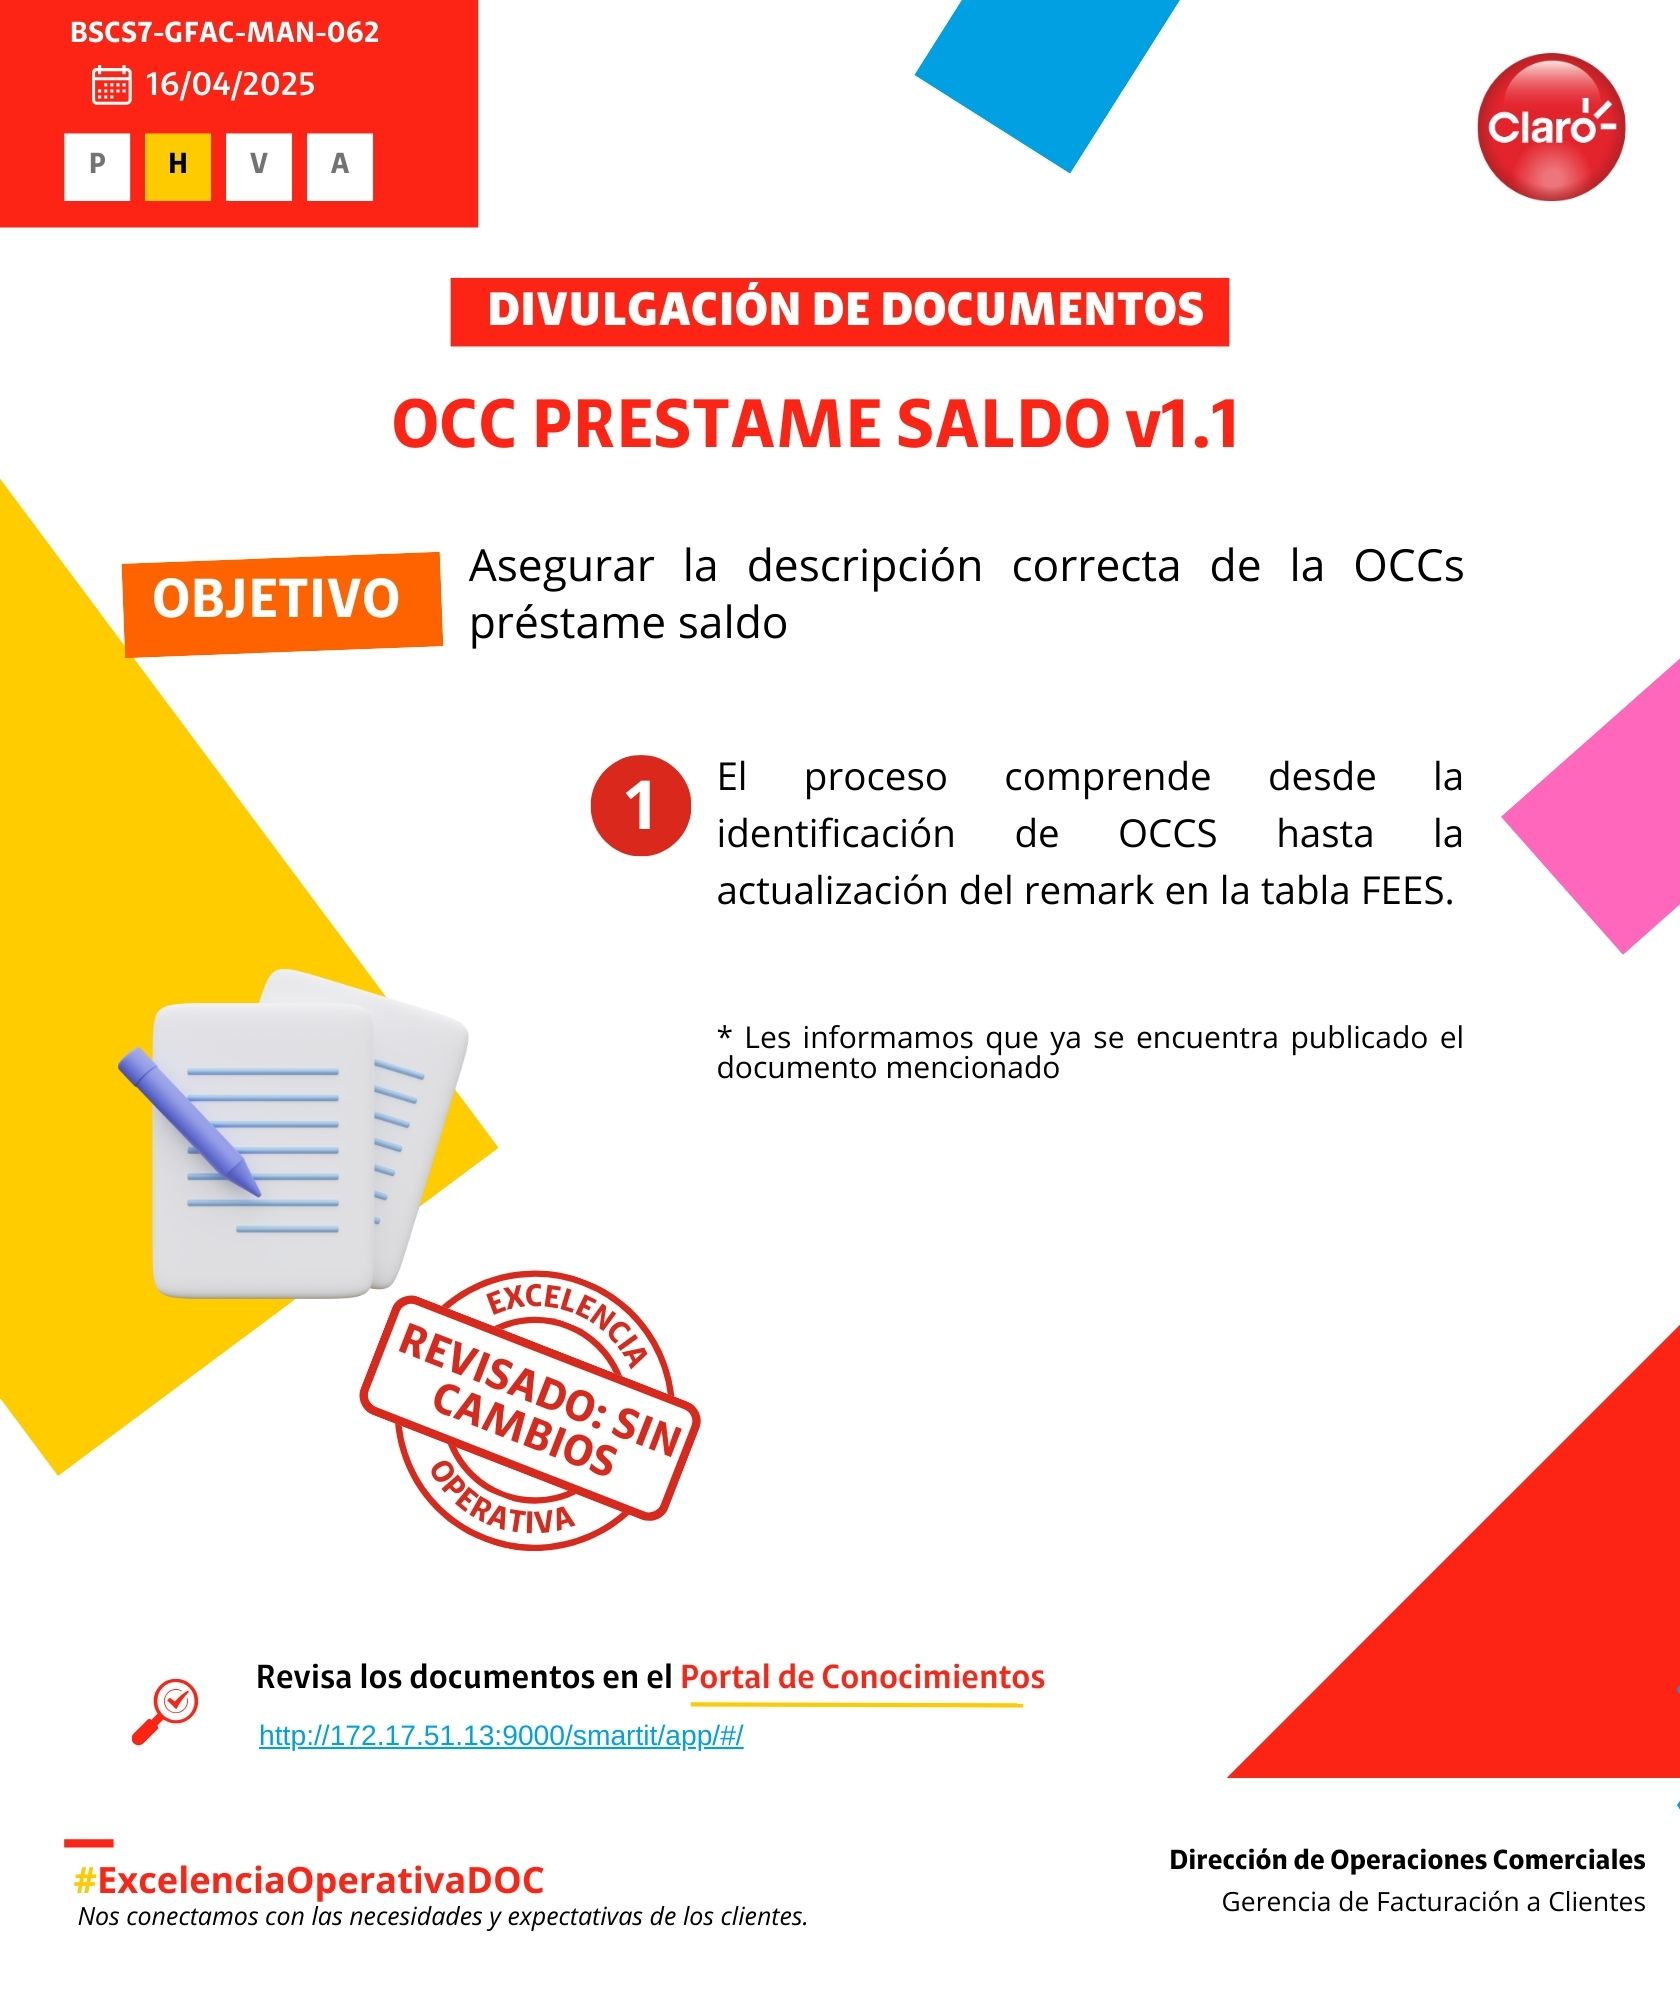 BSCS7-GFAC-MAN-062
16/04/2025
P H V A
Claro
DIVULGACIÓN DE DOCUMENTOS
OCC PRESTAME SALDO v1.1
OBJETIVO
Asegurar la descripción correcta de la OCCs
préstame saldo
1
El proceso comprende desde la
identificación de OCCS hasta la
actualización del remark en la tabla FEES.
* Les informamos que ya se encuentra publicado el
documento mencionado
EXCELENCIA
REVISADO: SIN
CAMBIOS
OPERATIVA
Revisa los documentos en el Portal de Conocimientos
http://172.17.51.13:9000/smartit/app/#/
#ExcelenciaOperativaDOC
Nos conectamos con las necesidades y expectativas de los clientes.
Dirección de Operaciones Comerciales
Gerencia de Facturación a Clientes